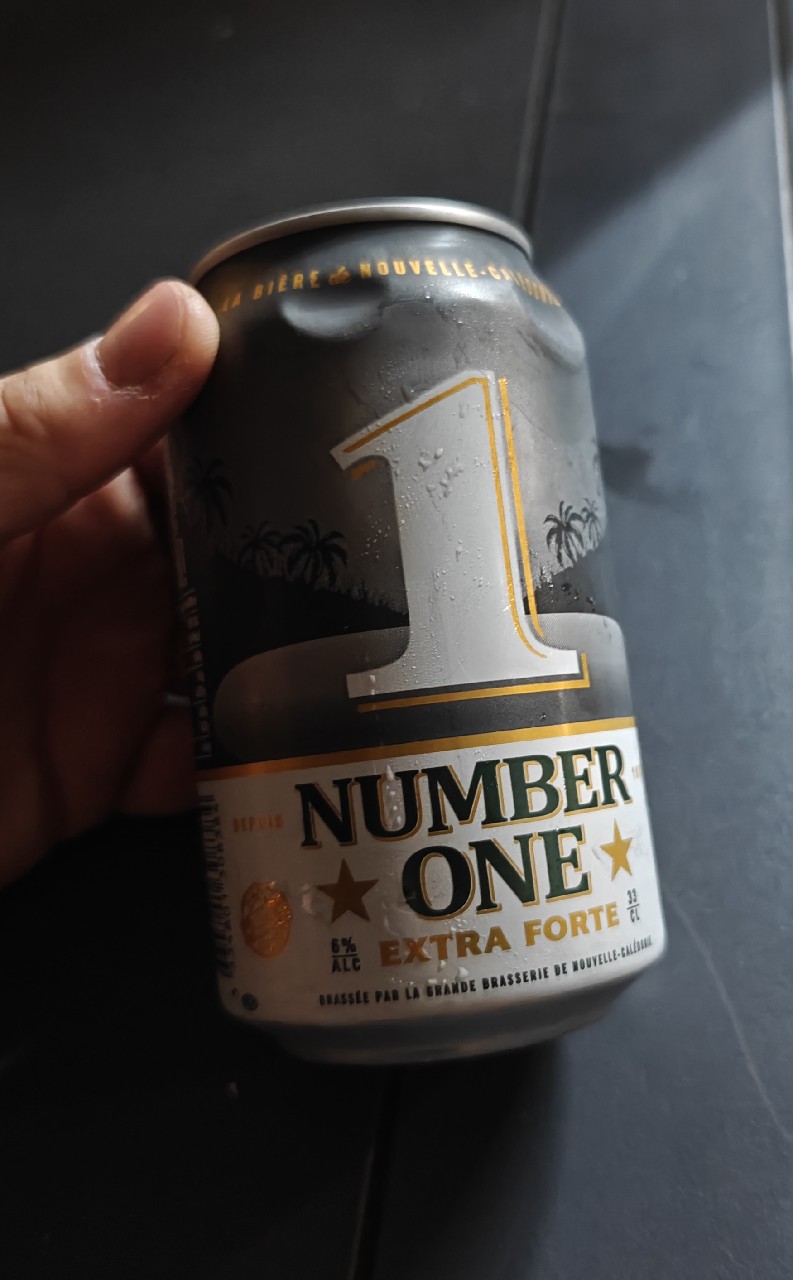 LA BIÈRE de NOUVELLE-CALÉDONIE
1
DEPUIS
NUMBER
ONE
6%
ALC
EXTRA FORTE
33
CL
BRASSÉE PAR LA GRANDE BRASSERIE DE NOUVELLE-CALÉDONIE